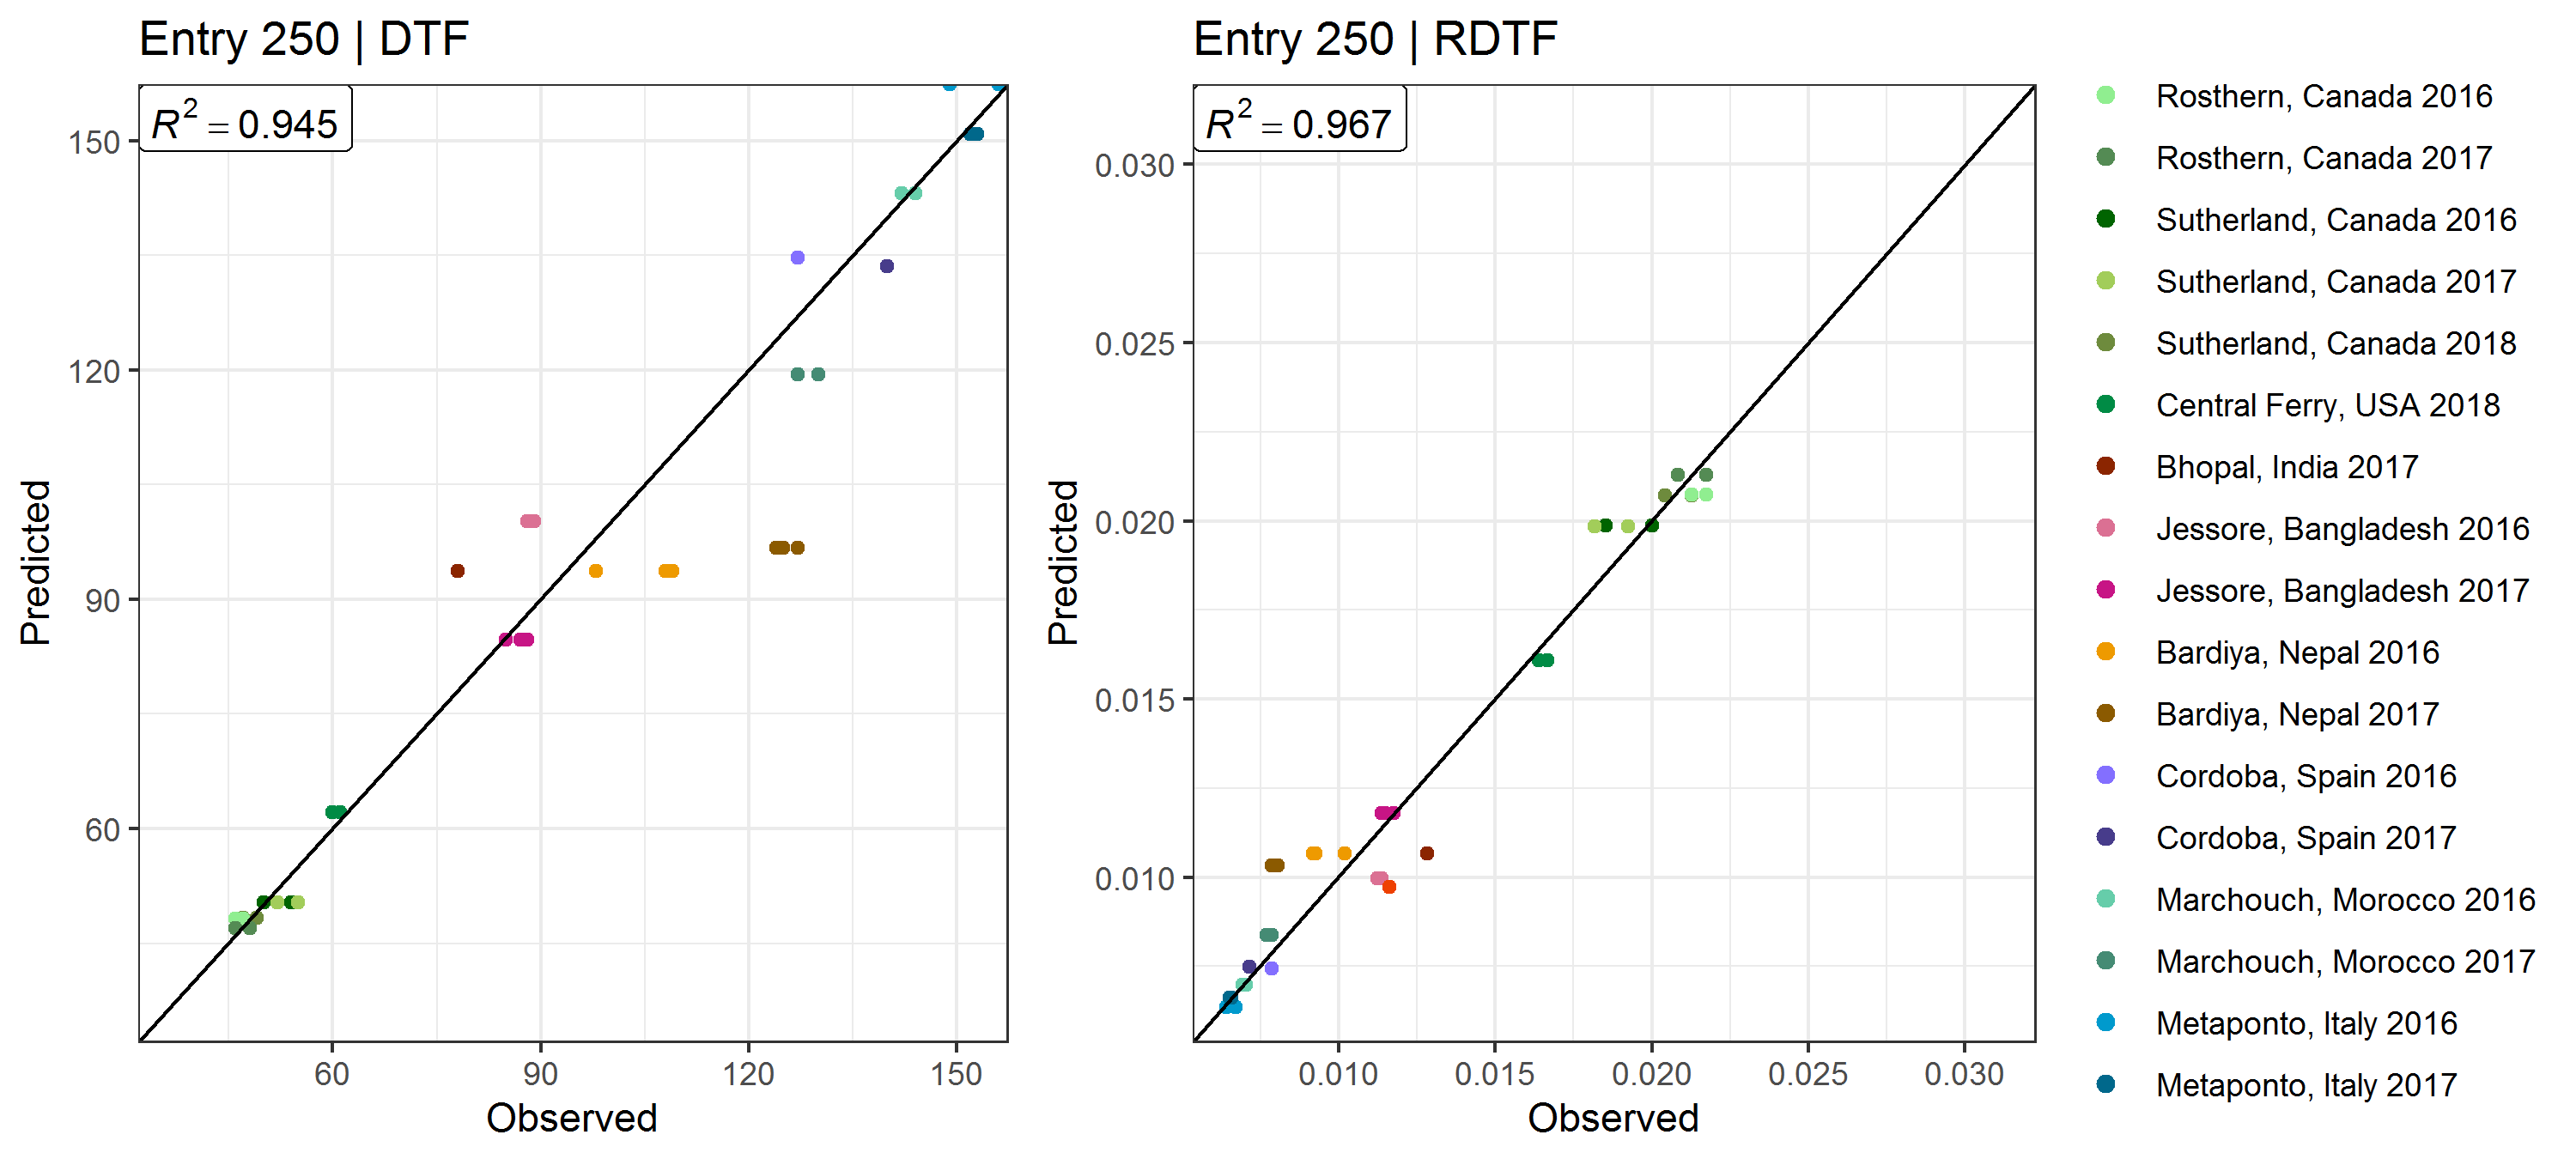 Entry 250 | DTF
R² = 0.945
150
120
90
60
60 90 120 150
Observed
Predicted
Entry 250 | RDTF
R² = 0.967
0.030
0.025
0.020
0.015
0.010
0.010 0.015 0.020 0.025 0.030
Observed
Predicted
Rosthern, Canada 2016
Rosthern, Canada 2017
Sutherland, Canada 2016
Sutherland, Canada 2017
Sutherland, Canada 2018
Central Ferry, USA 2018
Bhopal, India 2017
Jessore, Bangladesh 2016
Jessore, Bangladesh 2017
Bardiya, Nepal 2016
Bardiya, Nepal 2017
Cordoba, Spain 2016
Cordoba, Spain 2017
Marchouch, Morocco 2016
Marchouch, Morocco 2017
Metaponto, Italy 2016
Metaponto, Italy 2017